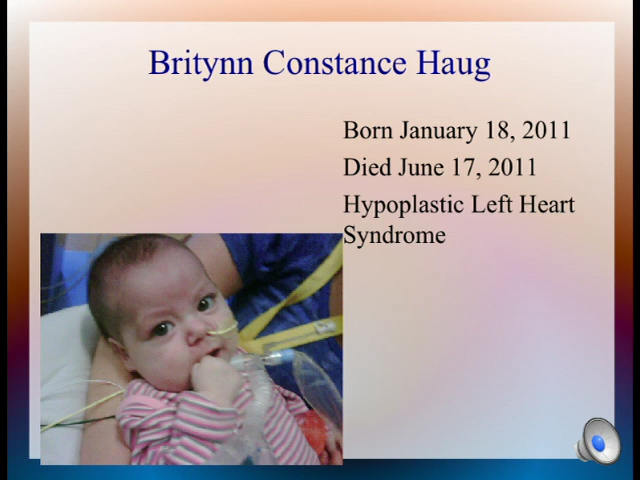 Britynn Constance Haug
Born January 18, 2011
Died June 17, 2011
Hypoplastic Left Heart
Syndrome